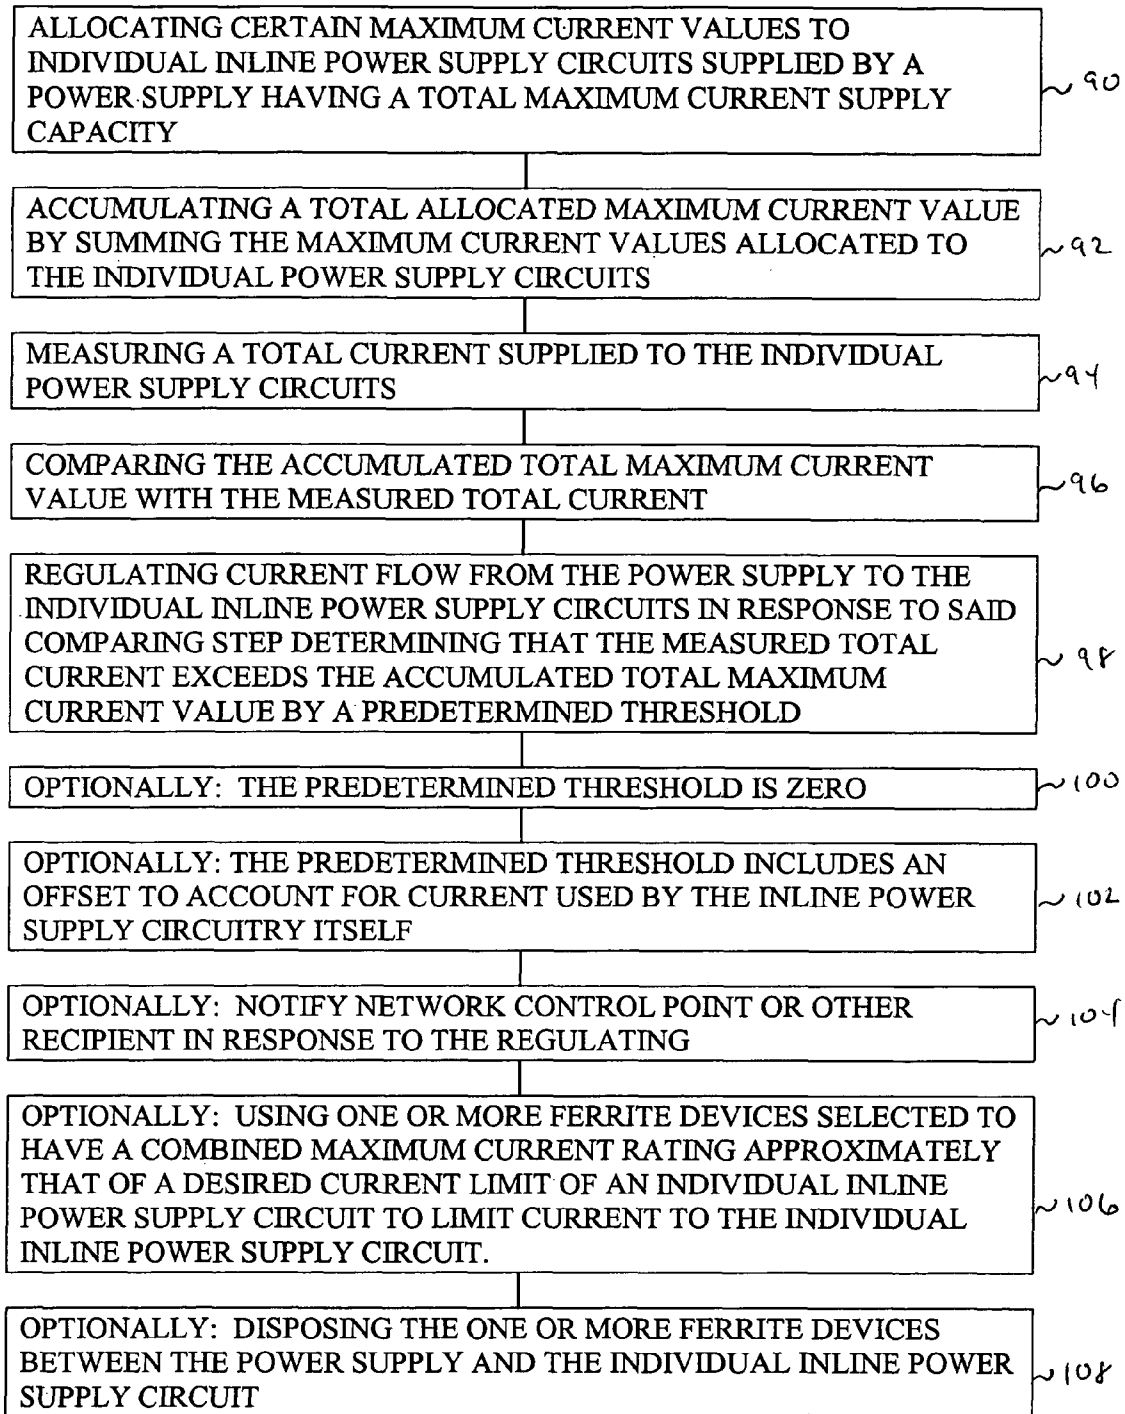 ALLOCATING CERTAIN MAXIMUM CURRENT VALUES TO
INDIVIDUAL INLINE POWER SUPPLY CIRCUITS SUPPLIED BY A
POWER SUPPLY HAVING A TOTAL MAXIMUM CURRENT SUPPLY
CAPACITY
90
ACCUMULATING A TOTAL ALLOCATED MAXIMUM CURRENT VALUE
BY SUMMING THE MAXIMUM CURRENT VALUES ALLOCATED TO
THE INDIVIDUAL POWER SUPPLY CIRCUITS
92
MEASURING A TOTAL CURRENT SUPPLIED TO THE INDIVIDUAL
POWER SUPPLY CIRCUITS
94
COMPARING THE ACCUMULATED TOTAL MAXIMUM CURRENT
VALUE WITH THE MEASURED TOTAL CURRENT
96
REGULATING CURRENT FLOW FROM THE POWER SUPPLY TO THE
INDIVIDUAL INLINE POWER SUPPLY CIRCUITS IN RESPONSE TO SAID
COMPARING STEP DETERMINING THAT THE MEASURED TOTAL
CURRENT EXCEEDS THE ACCUMULATED TOTAL MAXIMUM
CURRENT VALUE BY A PREDETERMINED THRESHOLD
98
OPTIONALLY: THE PREDETERMINED THRESHOLD IS ZERO
100
OPTIONALLY: THE PREDETERMINED THRESHOLD INCLUDES AN
OFFSET TO ACCOUNT FOR CURRENT USED BY THE INLINE POWER
SUPPLY CIRCUITRY ITSELF
102
OPTIONALLY: NOTIFY NETWORK CONTROL POINT OR OTHER
RECIPIENT IN RESPONSE TO THE REGULATING
104
OPTIONALLY: USING ONE OR MORE FERRITE DEVICES SELECTED TO
HAVE A COMBINED MAXIMUM CURRENT RATING APPROXIMATELY
THAT OF A DESIRED CURRENT LIMIT OF AN INDIVIDUAL INLINE
POWER SUPPLY CIRCUIT TO LIMIT CURRENT TO THE INDIVIDUAL
INLINE POWER SUPPLY CIRCUIT.
106
OPTIONALLY: DISPOSING THE ONE OR MORE FERRITE DEVICES
BETWEEN THE POWER SUPPLY AND THE INDIVIDUAL INLINE POWER
SUPPLY CIRCUIT
108